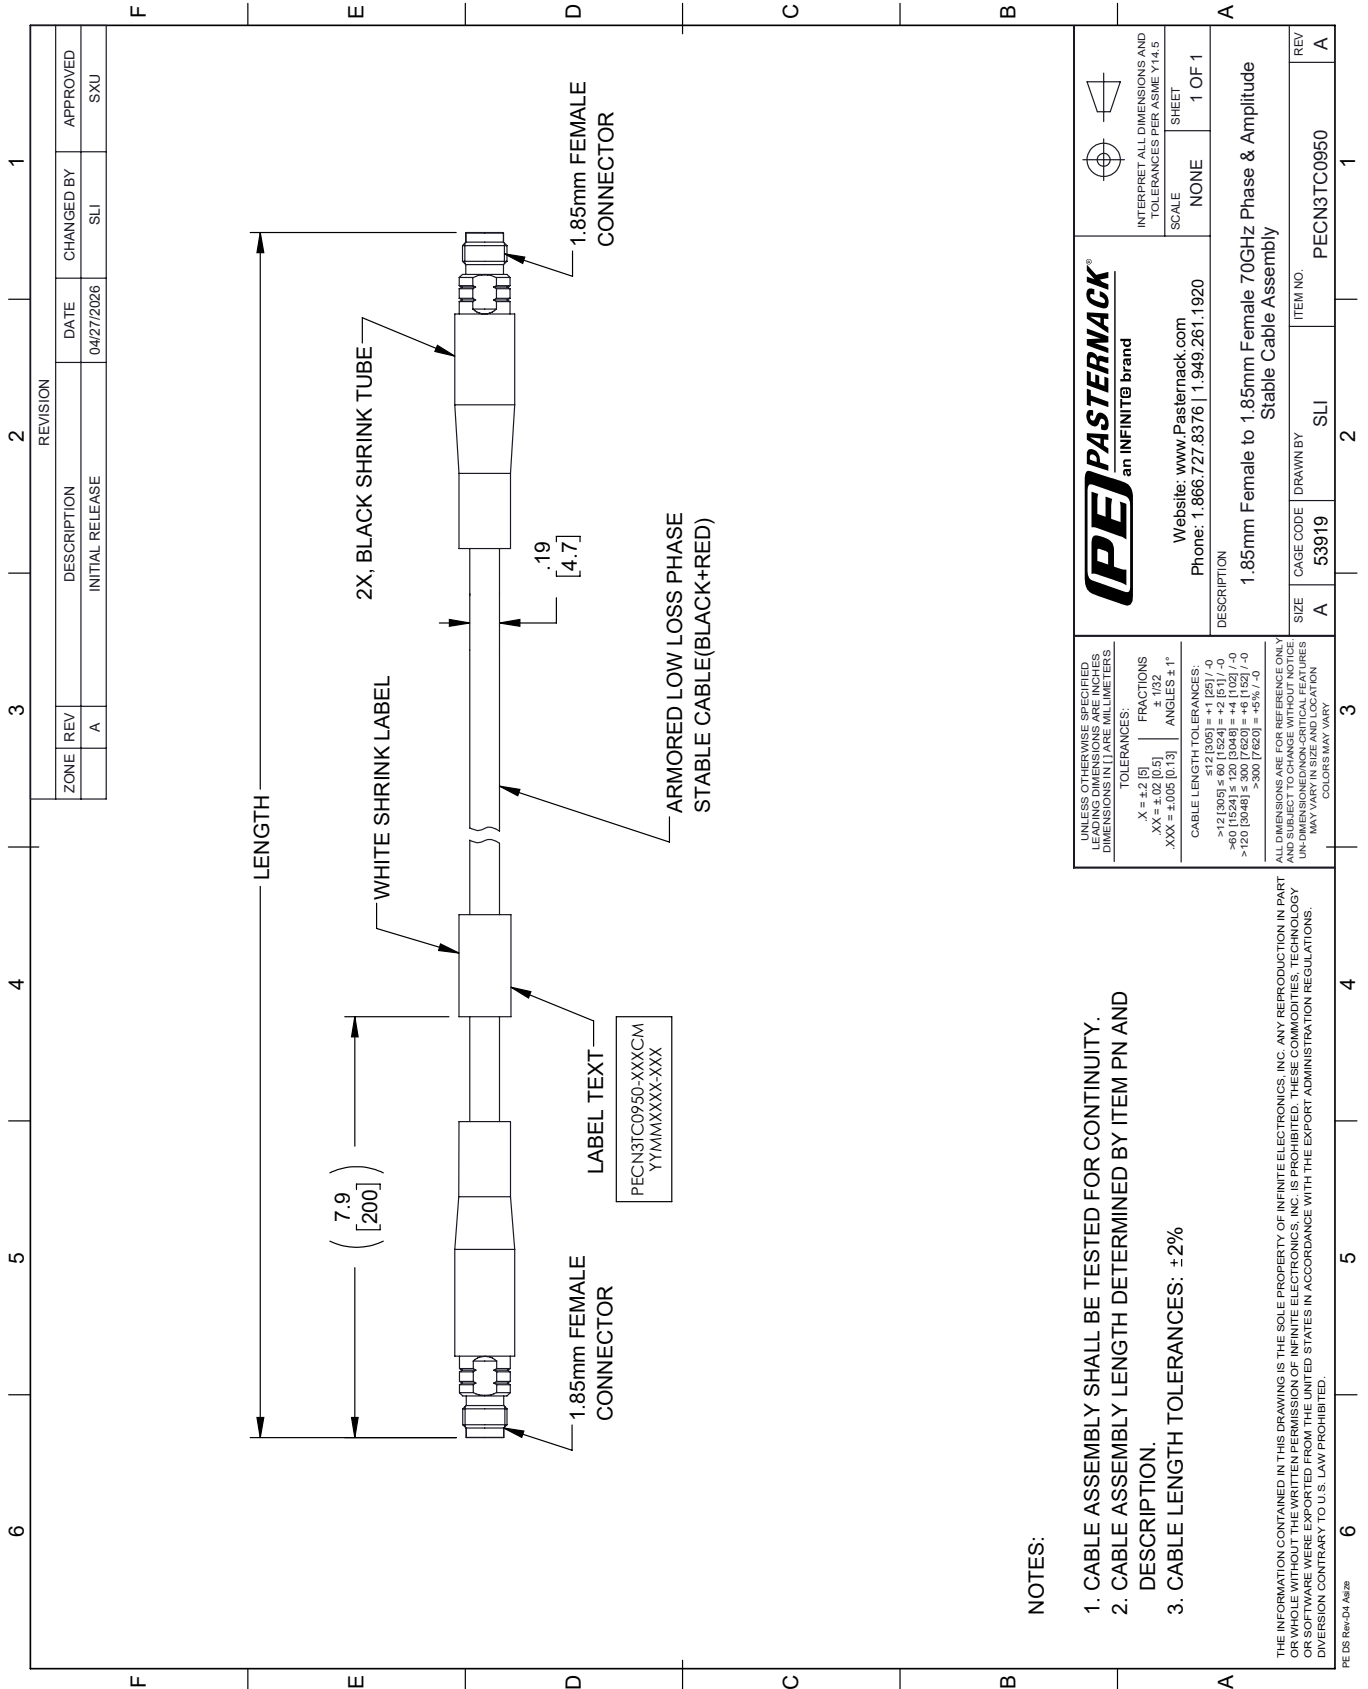 6
5
4
3
2
1
REVISION
ZONE
REV
DESCRIPTION
DATE
CHANGED BY
APPROVED
A
INITIAL RELEASE
04/27/2026
SLI
SXU
F
E
D
C
B
A
F
E
D
C
B
A
LENGTH
7.9
[200]
WHITE SHRINK LABEL
2X, BLACK SHRINK TUBE
1.85mm FEMALE
CONNECTOR
LABEL TEXT
PECN3TC0950-XXXCM
YYMMXXXX-XXX
.19
[4.7]
1.85mm FEMALE
CONNECTOR
ARMORED LOW LOSS PHASE
STABLE CABLE(BLACK+RED)
NOTES:
1. CABLE ASSEMBLY SHALL BE TESTED FOR CONTINUITY.
2. CABLE ASSEMBLY LENGTH DETERMINED BY ITEM PN AND
DESCRIPTION.
3. CABLE LENGTH TOLERANCES: ±2%
UNLESS OTHERWISE SPECIFIED
LEADING DIMENSIONS ARE INCHES
DIMENSIONS IN [ ] ARE MILLIMETERS
TOLERANCES:
.X = ±.2 [5]
.XX = ±.02 [0.5]
.XXX = ±.005 [0.13]
FRACTIONS
± 1/32
ANGLES ± 1°
CABLE LENGTH TOLERANCES:
≤12 [305] = +1 [25] / -0
>12 [305] ≤ 60 [1524] = +2 [51] / -0
>60 [1524] ≤ 120 [3048] = +4 [102] / -0
>120 [3048] ≤ 300 [7620] = +6 [152] / -0
>300 [7620] = +5% / -0
ALL DIMENSIONS ARE FOR REFERENCE ONLY
AND SUBJECT TO CHANGE WITHOUT NOTICE.
UN-DIMENSIONED/NON-CRITICAL FEATURES
MAY VARY IN SIZE AND LOCATION
COLORS MAY VARY
PE PASTERNACK®
an INFINIT® brand
Website: www.Pasternack.com
Phone: 1.866.727.8376 | 1.949.261.1920
INTERPRET ALL DIMENSIONS AND
TOLERANCES PER ASME Y14.5
SCALE
NONE
SHEET
1 OF 1
DESCRIPTION
1.85mm Female to 1.85mm Female 70GHz Phase & Amplitude
Stable Cable Assembly
SIZE
A
CAGE CODE
53919
DRAWN BY
SLI
ITEM NO.
PECN3TC0950
REV
A
THE INFORMATION CONTAINED IN THIS DRAWING IS THE SOLE PROPERTY OF INFINITE ELECTRONICS, INC. ANY REPRODUCTION IN PART
OR WHOLE WITHOUT THE WRITTEN PERMISSION OF INFINITE ELECTRONICS, INC. IS PROHIBITED. THESE COMMODITIES, TECHNOLOGY
OR SOFTWARE WERE EXPORTED FROM THE UNITED STATES IN ACCORDANCE WITH THE EXPORT ADMINISTRATION REGULATIONS.
DIVERSION CONTRARY TO U.S. LAW PROHIBITED.
PE DS Rev-D4 Asize
6
5
4
3
2
1